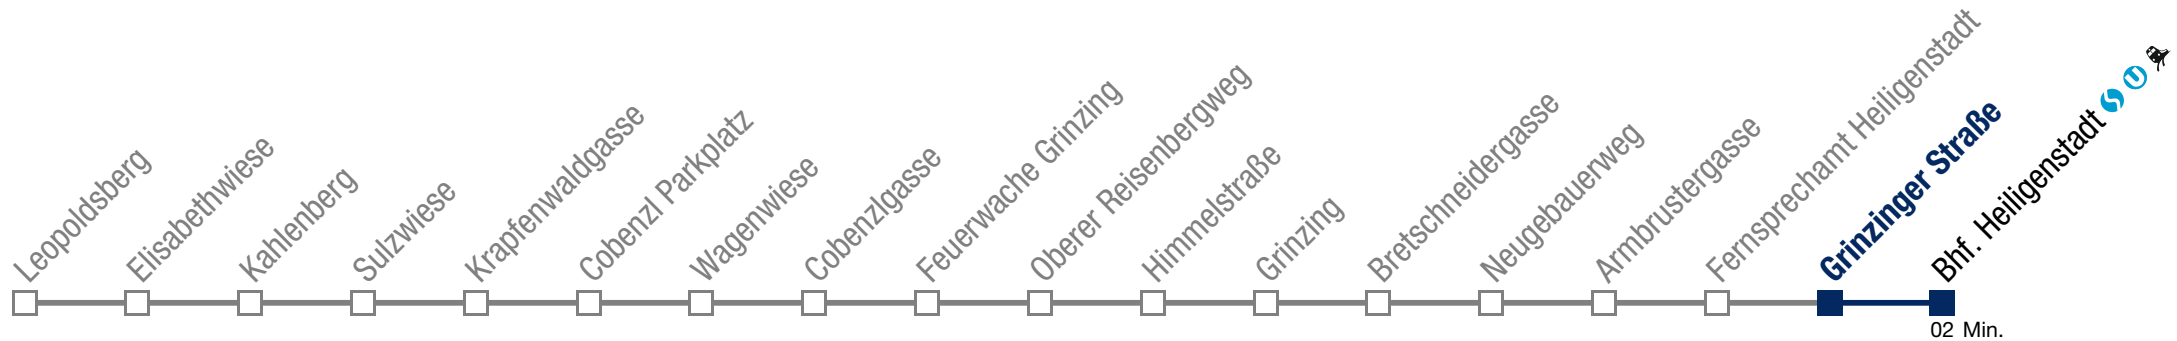 Leopoldsberg
Elisabethwiese
Kahlenberg
Sulzwiese
Krapfenwaldgasse
Cobenzl Parkplatz
Wagenwiese
Cobenzlgasse
Feuerwache Grinzing
Oberer Reisenbergweg
Himmelstraße
Grinzing
Bretschneidergasse
Neugebauerweg
Armbrustergasse
Fernsprechamt Heiligenstadt
Grinzinger Straße
Bhf. Heiligenstadt S U
02 Min.